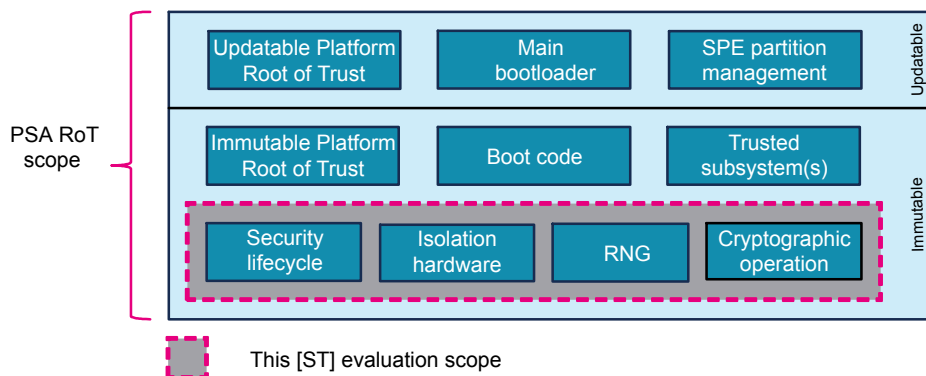 Updatable Platform
Root of Trust
Main
bootloader
SPE partition
management
Updatable
PSA RoT
scope
Immutable Platform
Root of Trust
Boot code
Trusted
subsystem(s)
Immutable
Security
lifecycle
Isolation
hardware
RNG
Cryptographic
operation
This [ST] evaluation scope